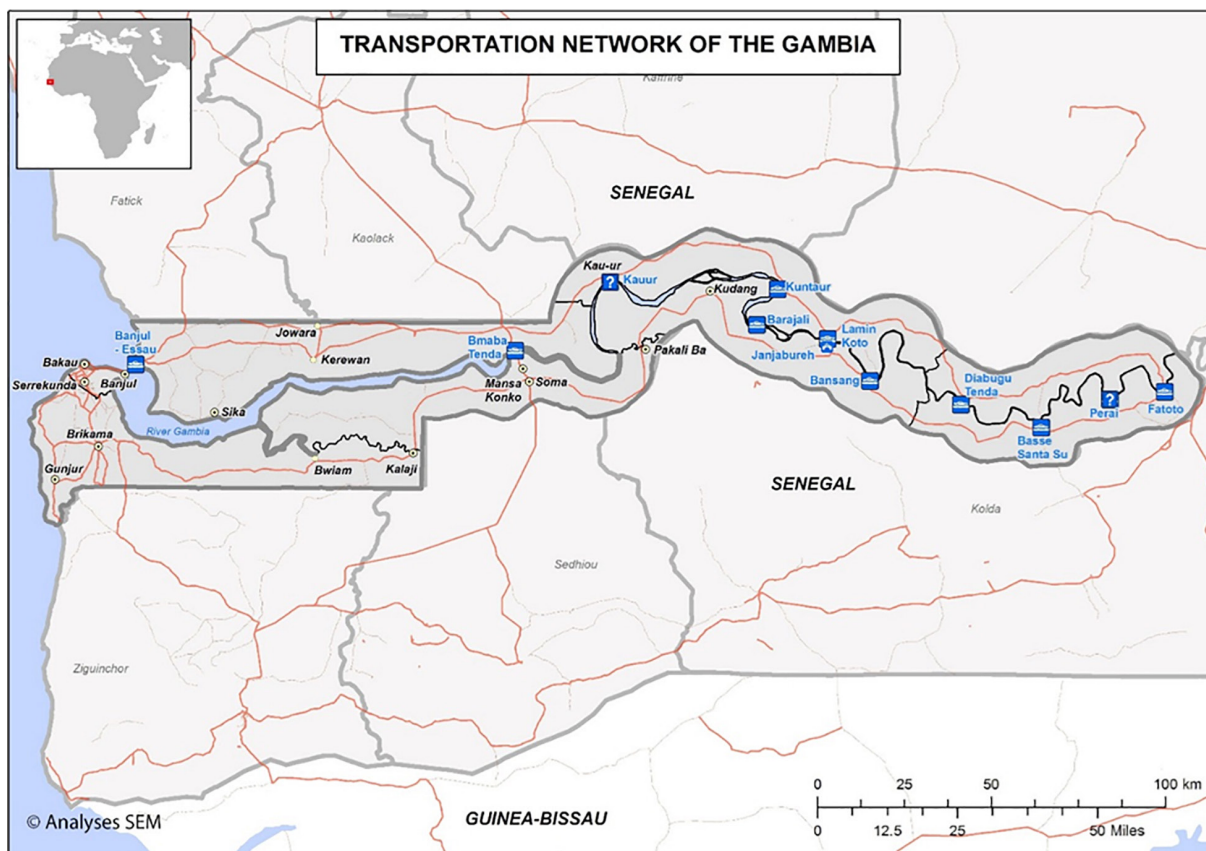 TRANSPORTATION NETWORK OF THE GAMBIA
Kaffrine
Fatick
SENEGAL
Kaolack
Kau-ur
Kauur
Kudang
Kuntaur
Banjul
- Essau
Jowara
Bmaba
Tenda
Barajali
Lamin
Koto
Bakau
Kerewan
Pakali Ba
Janjabureh
Serrekunda
Banjul
Mansa
Konko
Soma
Bansang
Diabugu
Tenda
Perai
Fatoto
Sika
River Gambia
Brikama
Basse
Santa Su
Gunjur
Bwiam
Kalaji
SENEGAL
Kolda
Sedhiou
Ziguinchor
0 25 50 100 km
0 12.5 25 50 Miles
© Analyses SEM
GUINEA-BISSAU